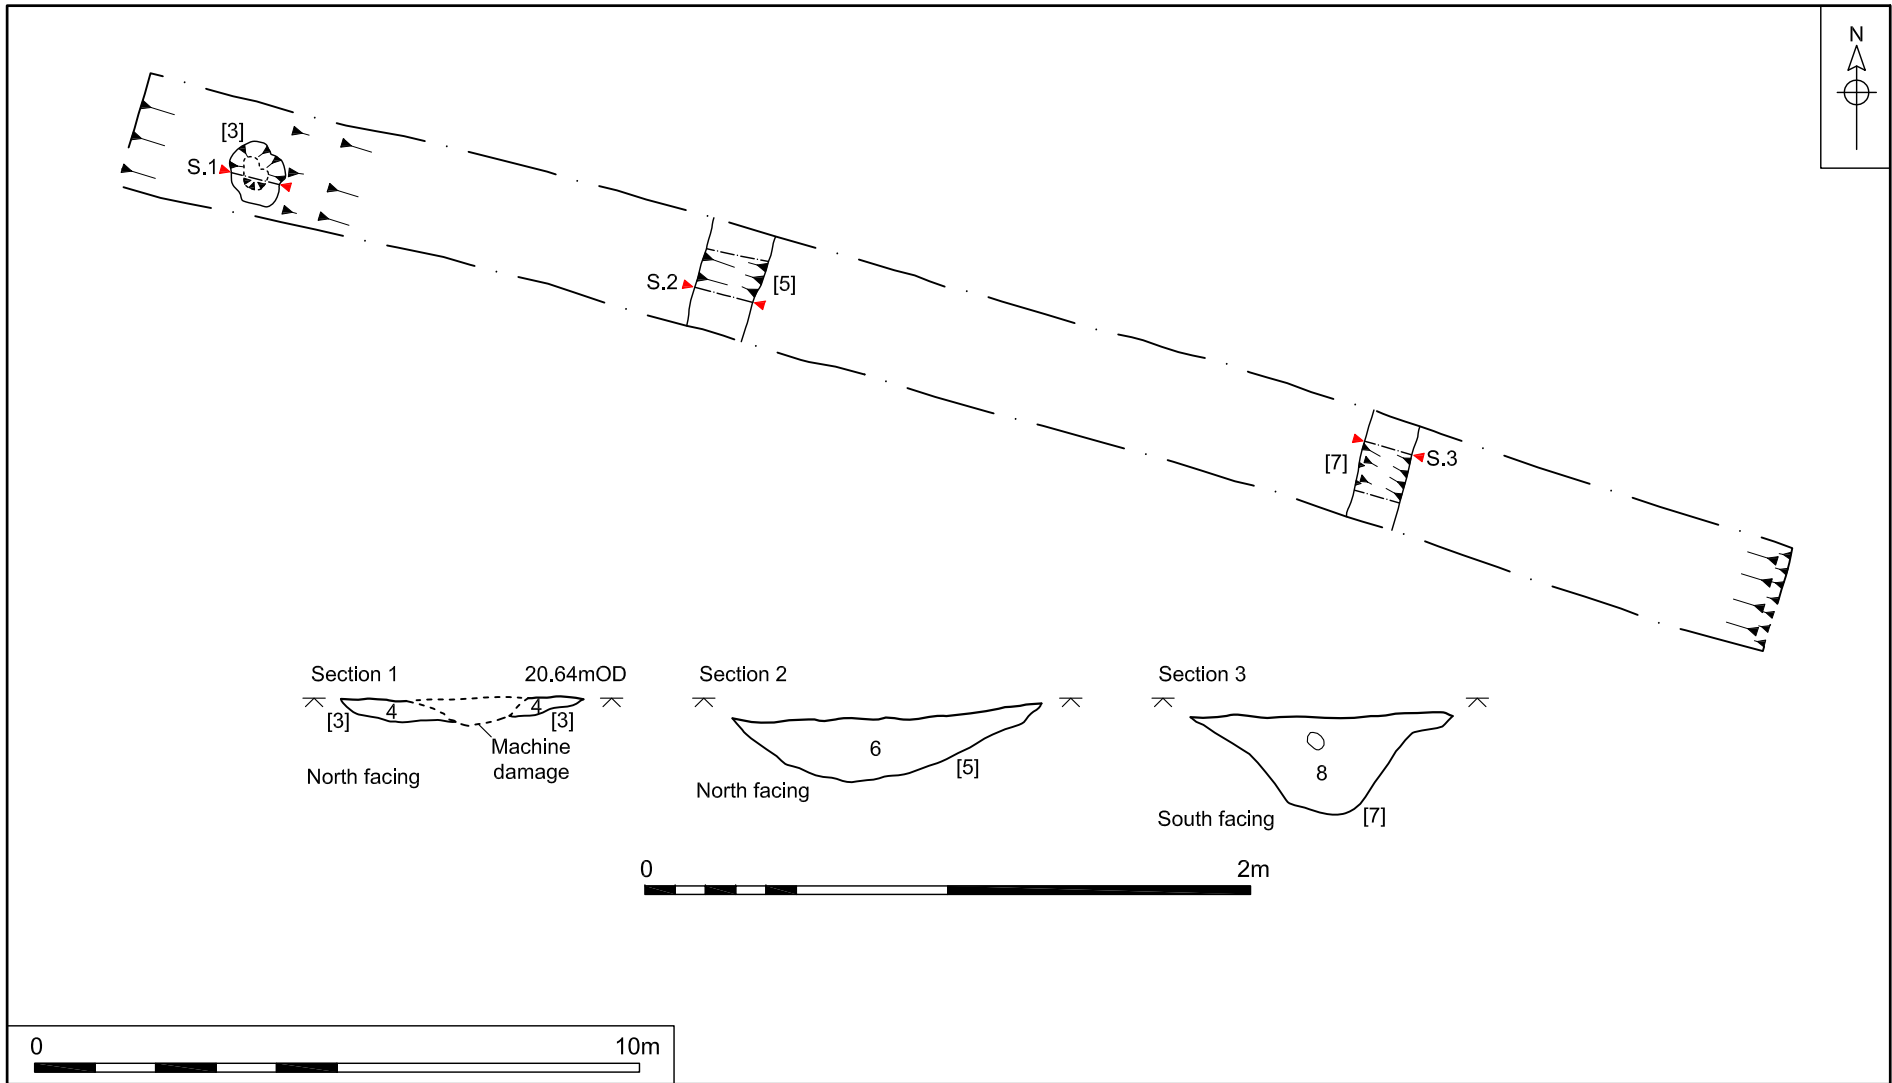 N
[3]
S.1
S.2
[5]
[7]
S.3
Section 1
20.64mOD
Section 2
Section 3
[3]
4
4
[3]
Machine
damage
North facing
6
[5]
North facing
8
[7]
South facing
0
2m
0
10m